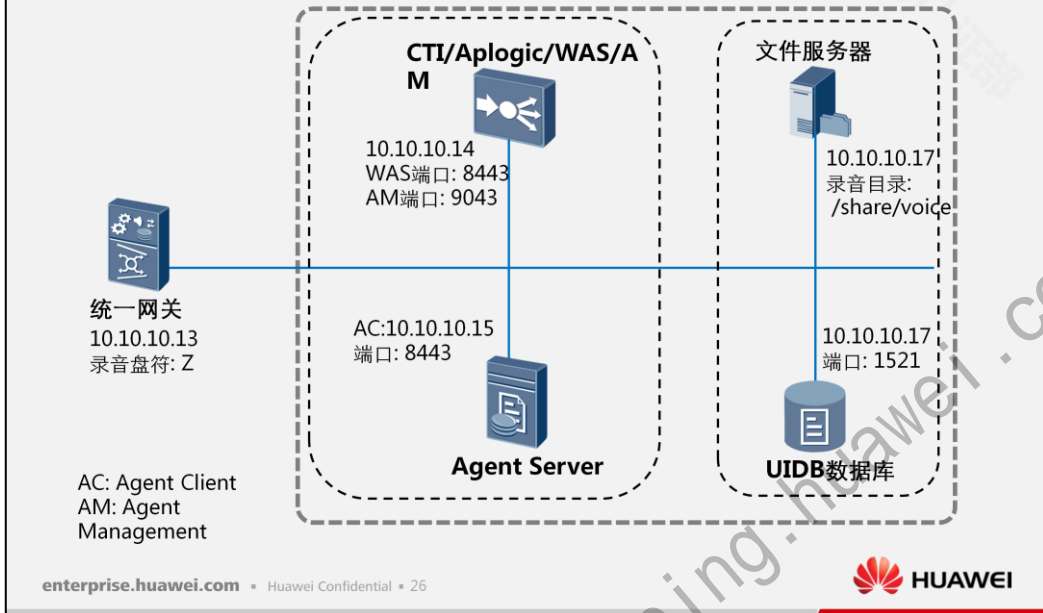 CTI/Aplogic/WAS/A
M
10.10.10.14
WAS端口: 8443
AM端口: 9043
文件服务器
10.10.10.17
录音目录:
/share/voice
统一网关
10.10.10.13
录音盘符: Z
AC:10.10.10.15
端口: 8443
Agent Server
10.10.10.17
端口: 1521
UIDB数据库
AC: Agent Client
AM: Agent
Management
enterprise.huawei.com ▪ Huawei Confidential ▪ 26
HUAWEI
ing.huawei.co